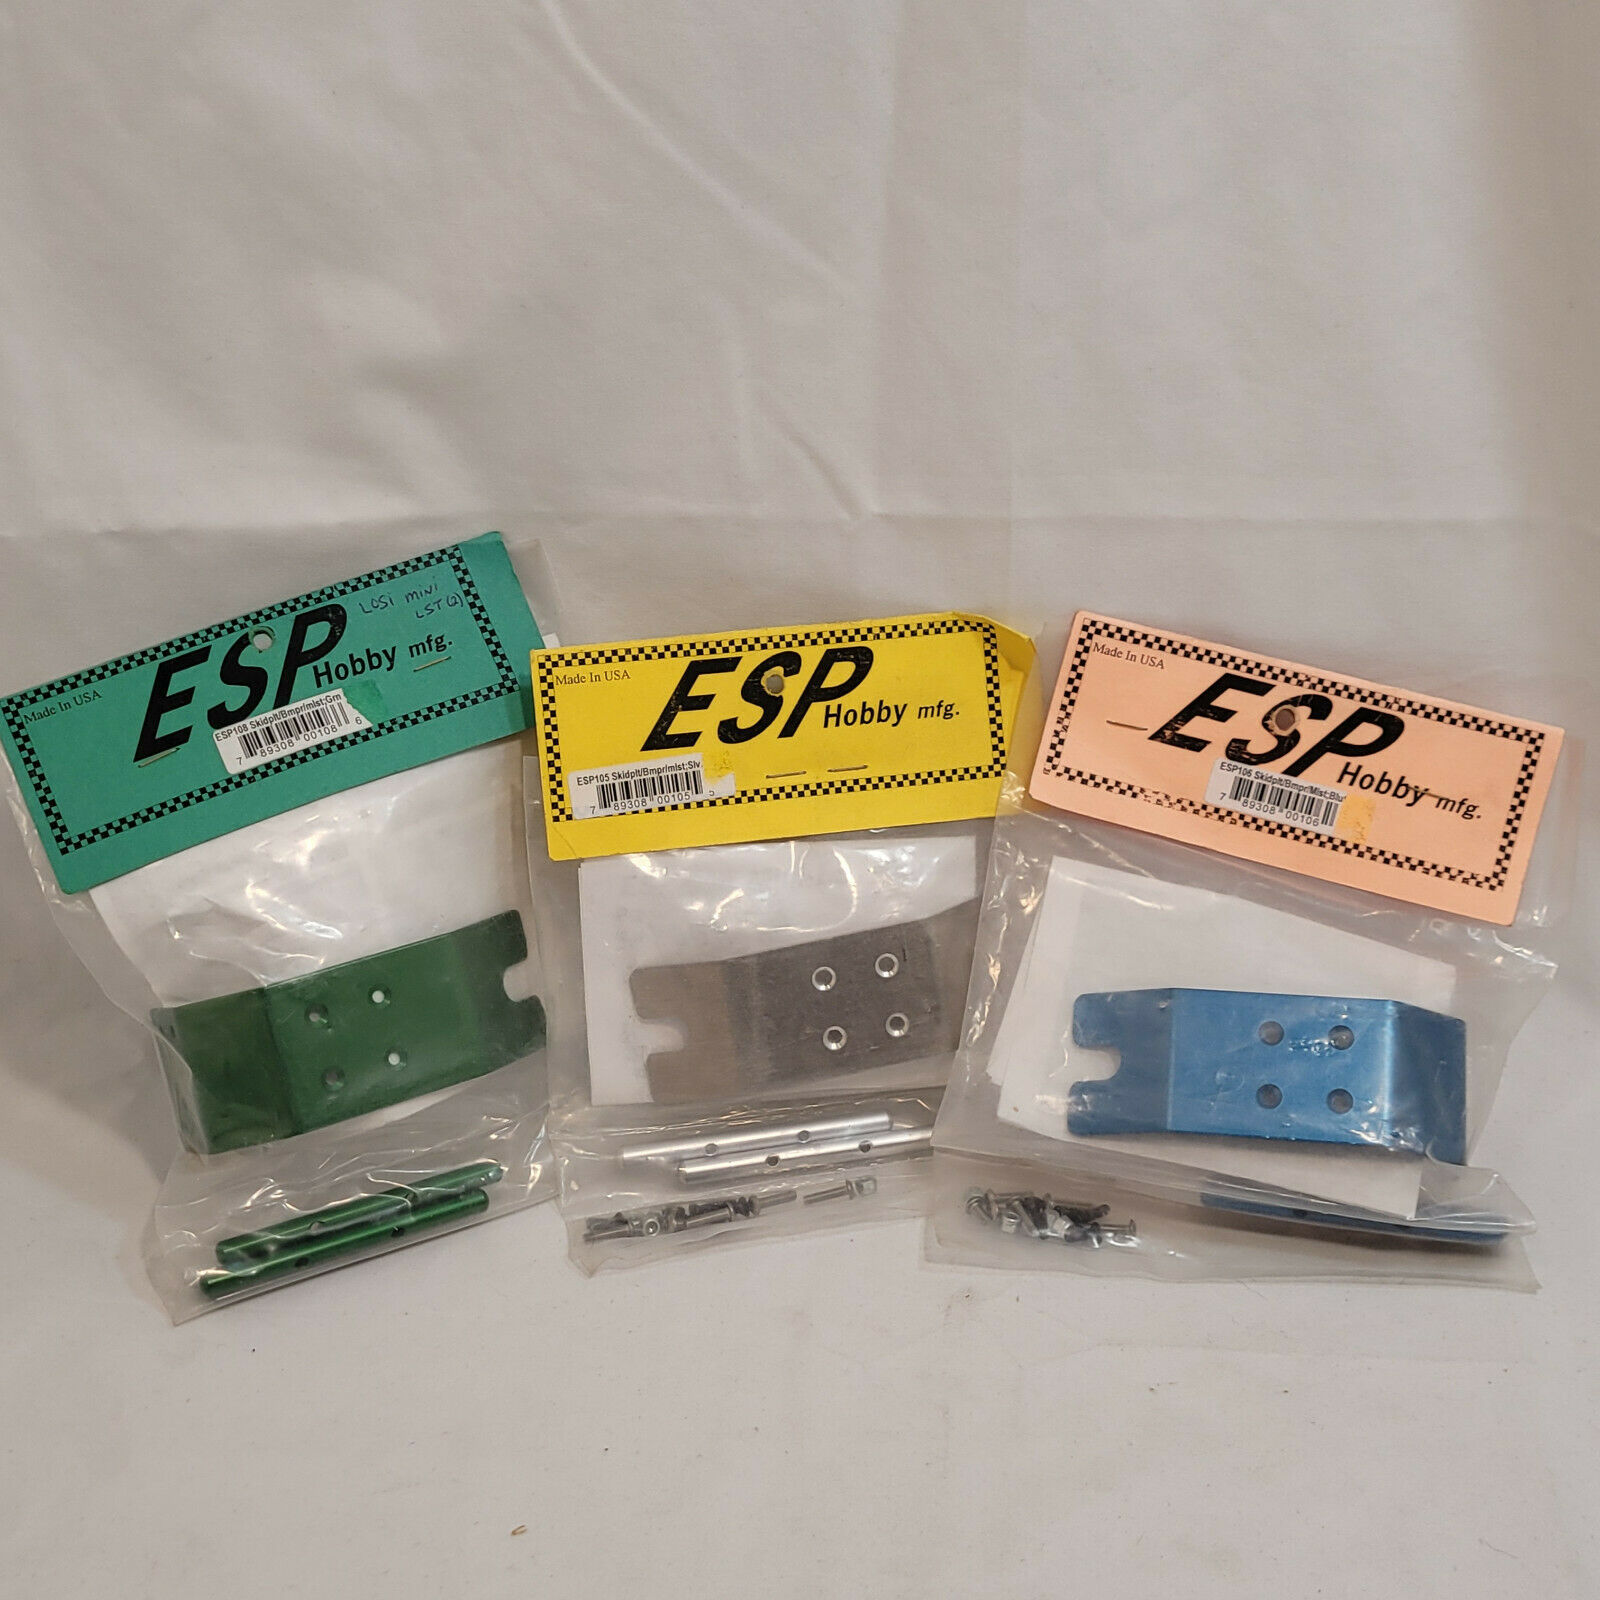 LOSI MINI
LST(2)
Made In USA
ESP Hobby mfg.
ESP108 Skidplt/Bmpr/mlst;Grn
7 89308 00108 6
Made In USA
ESP Hobby mfg.
ESP105 Skidplt/Bmpr/mlst;Slv
7 89308 00105 5
Made In USA
ESP Hobby mfg.
ESP106 Skidplt/Bmpr/Mlst;Blu
7 89308 00106